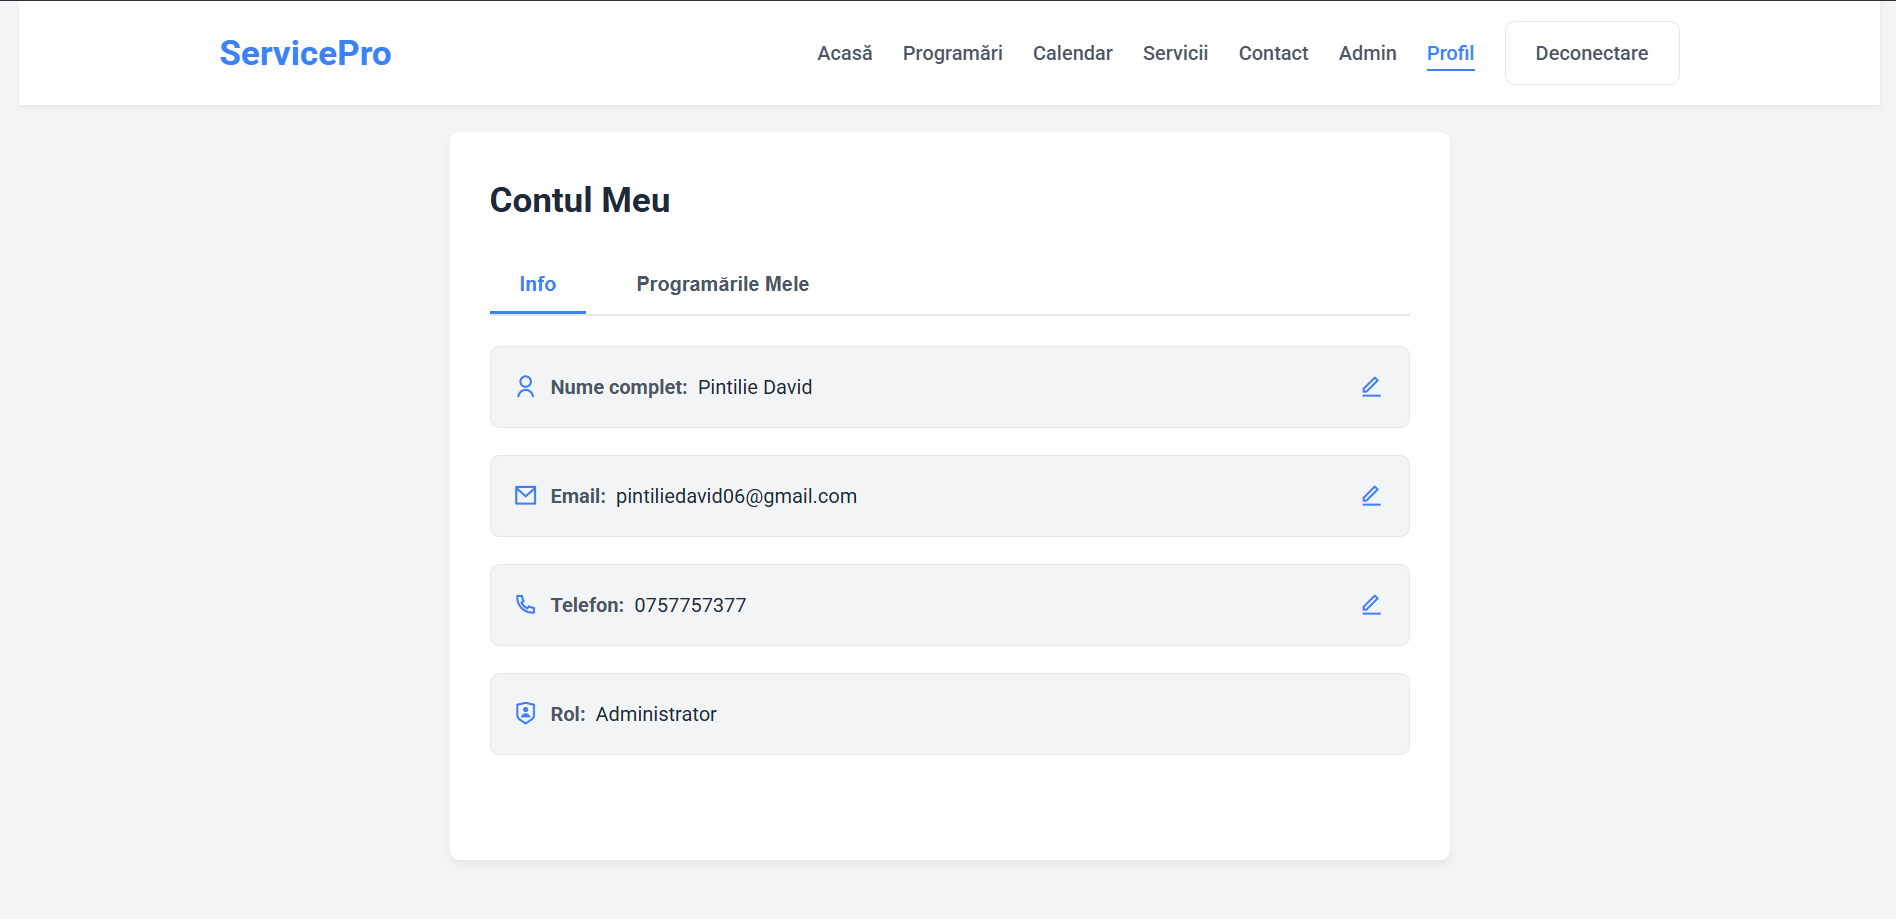 ServicePro
Acasă Programări Calendar Servicii Contact Admin Profil Deconectare
Contul Meu
Info Programările Mele
Nume complet: Pintilie David
Email: pintiliedavid06@gmail.com
Telefon: 0757757377
Rol: Administrator